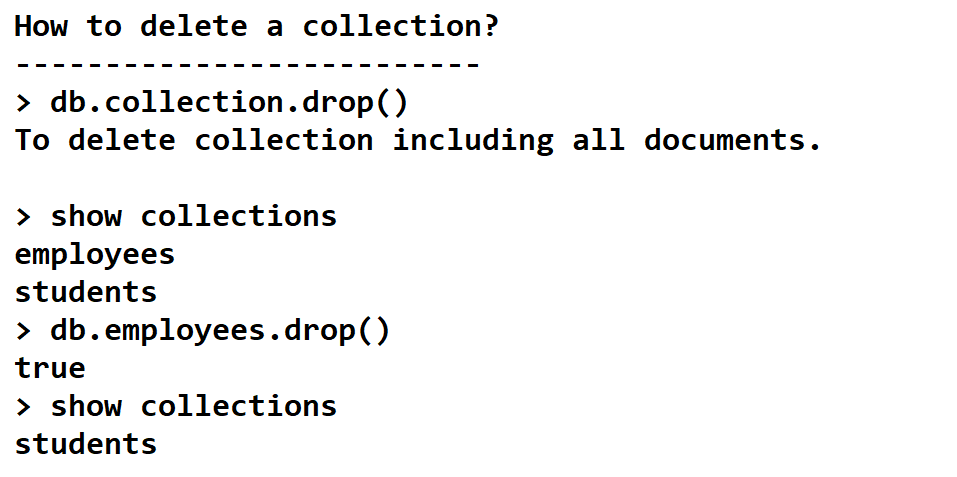 How to delete a collection?
--------------------------
> db.collection.drop()
To delete collection including all documents.
> show collections
employees
students
> db.employees.drop()
true
> show collections
students